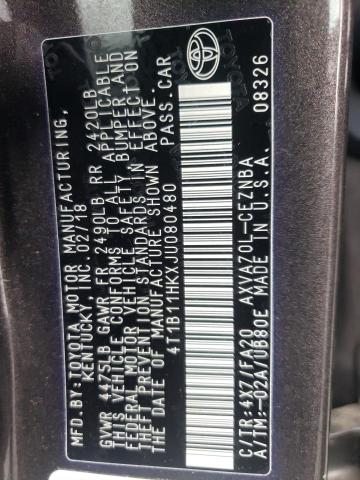 MFD.BY: TOYOTA MOTOR MANUFACTURING,
KENTUCKY, INC. 02/18
GVWR 4475LB GAWR FR 2490LB RR 2420LB
THIS VEHICLE CONFORMS TO ALL APPLICABLE
FEDERAL MOTOR VEHICLE SAFETY, BUMPER, AND
THEFT PREVENTION STANDARDS IN EFFECT ON
THE DATE OF MANUFACTURE SHOWN ABOVE.
4T1B11HKXJU080480 PASS. CAR
C/TR: 4X7/FA20 AXVA70L-CEZNBA
A/TM: -02A/UB80E MADE IN U.S.A. 08326
TOYOTA